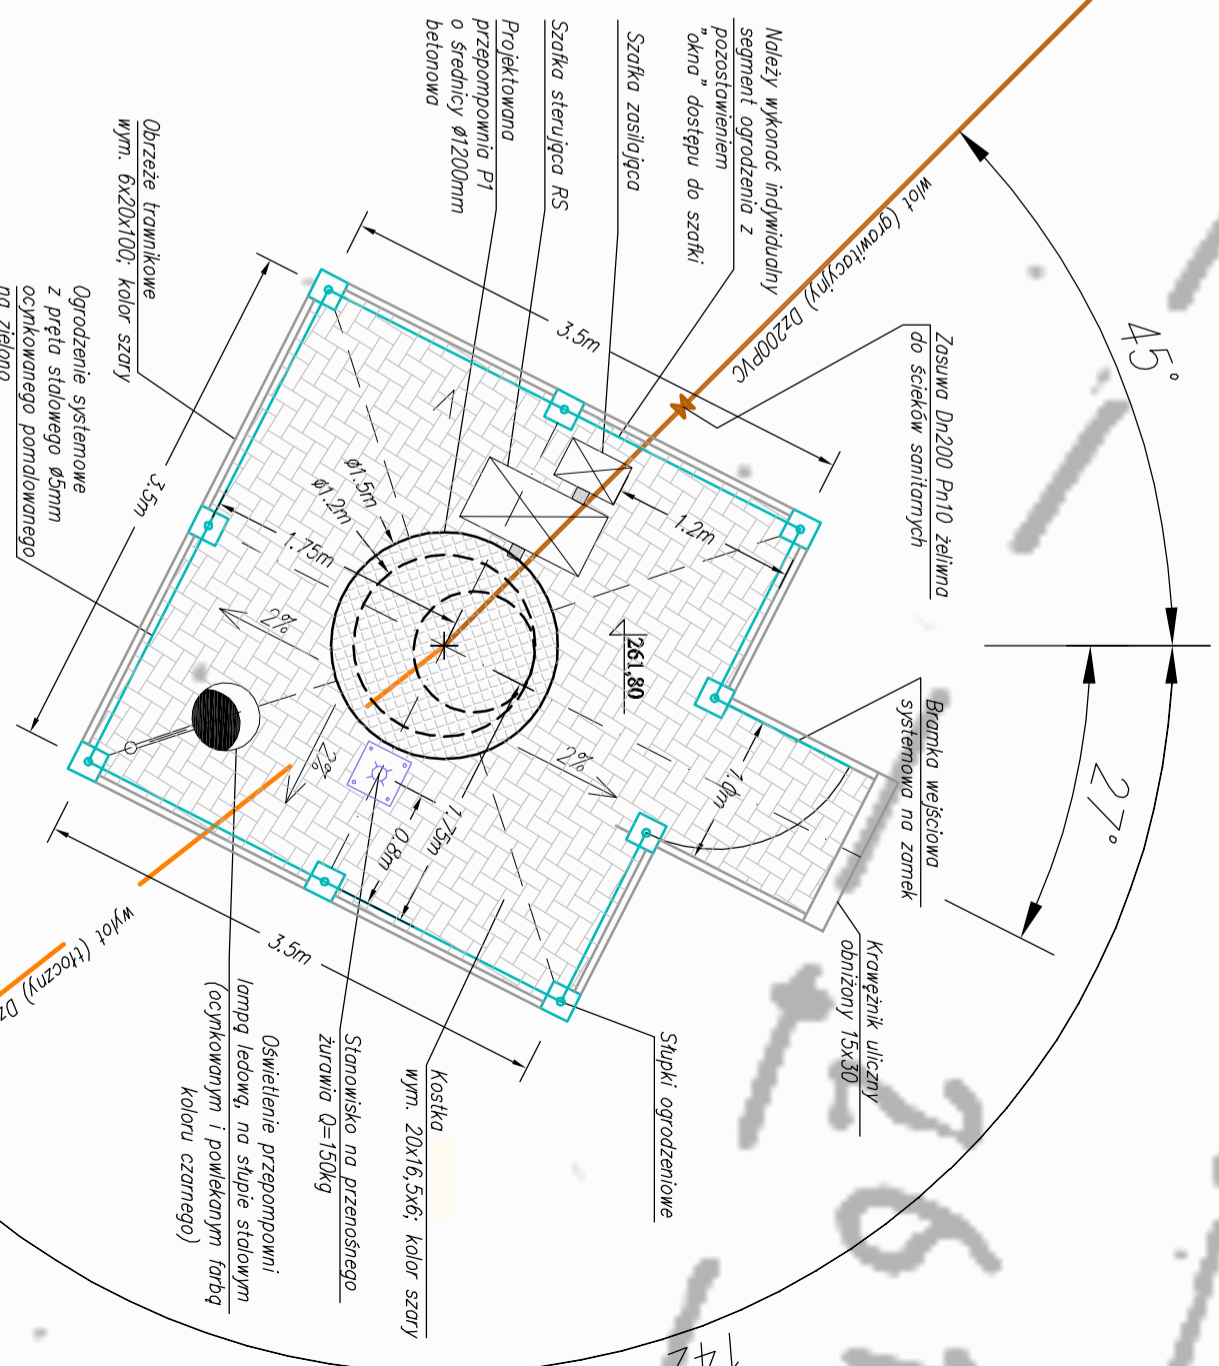 Należy wykonać indywidualny
segment ogrodzenia z
pozostawieniem
"okna" dostępu do szafki
Szafka zasilająca
Szafka sterująca RS
Projektowana
przepompownia P1
o średnicy ø1200mm
betonowa
Obrzeże trawnikowe
wym. 6x20x100; kolor szary
Ogrodzenie systemowe
z pręta stalowego ø5mm
ocynkowanego pomalowanego
na zielono
wlot (grawitacyjny) Dz200PVC
45°
Zasuwa Dn200 Pn10 żeliwna
do ścieków sanitarnych
27°
Bramka wejściowa
systemowa na zamek
Krawężnik uliczny
obniżony 15x30
Słupki ogrodzeniowe
Kostka
wym. 20x16,5x6; kolor szary
Stanowisko na przenośnego
żurawia Q=150kg
Oświetlenie przepompowni
lampą ledową, na słupie stalowym
(ocynkowanym i powlekanym farbą
koloru czarnego)
wylot (tłoczny) Dz
3.5m
3.5m
3.5m
1.2m
ø1.5m
ø1.2m
1.75m
261,80
2%
2%
2%
1.0m
1.75m
0.8m